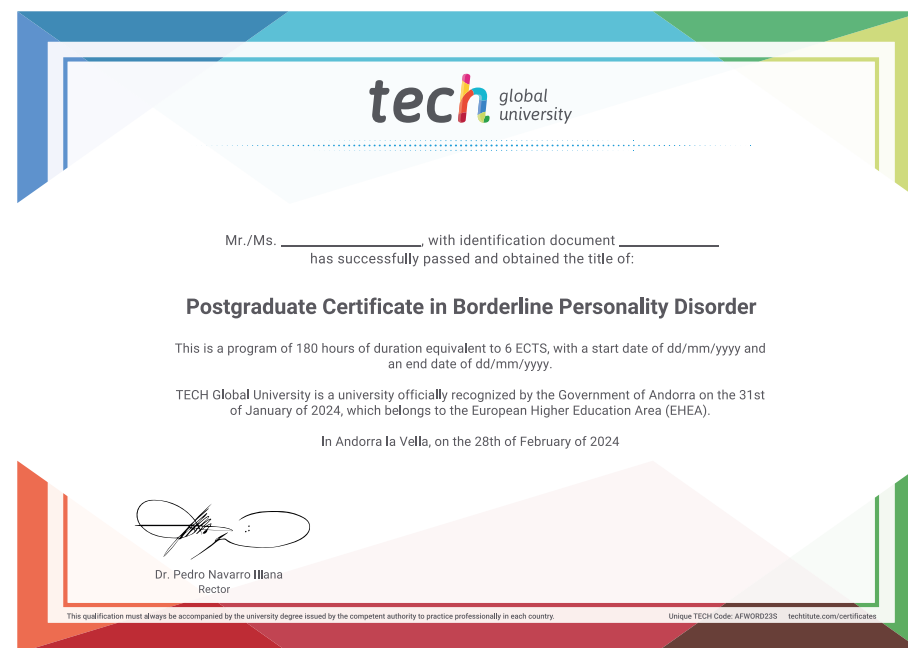 tech global university
Mr./Ms. ____________________, with identification document ______________
has successfully passed and obtained the title of:
Postgraduate Certificate in Borderline Personality Disorder
This is a program of 180 hours of duration equivalent to 6 ECTS, with a start date of dd/mm/yyyy and
an end date of dd/mm/yyyy.
TECH Global University is a university officially recognized by the Government of Andorra on the 31st
of January of 2024, which belongs to the European Higher Education Area (EHEA).
In Andorra la Vella, on the 28th of February of 2024
Dr. Pedro Navarro Illana
Rector
This qualification must always be accompanied by the university degree issued by the competent authority to practice professionally in each country. Unique TECH Code: AFWORD23S techtitute.com/certificates